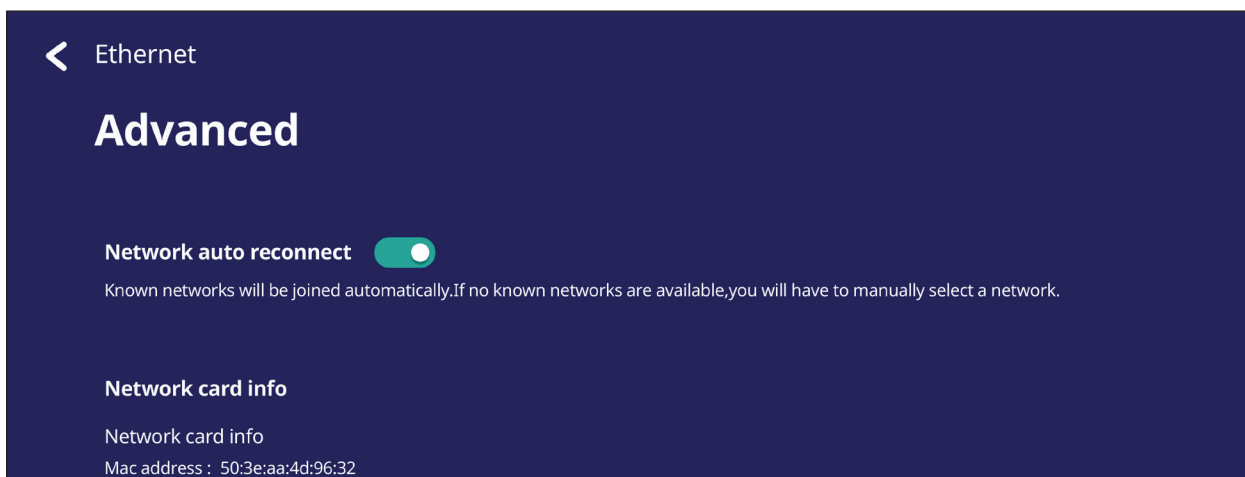 Ethernet
Advanced
Network auto reconnect
Known networks will be joined automatically.If no known networks are available,you will have to manually select a network.
Network card info
Network card info
Mac address : 50:3e:aa:4d:96:32